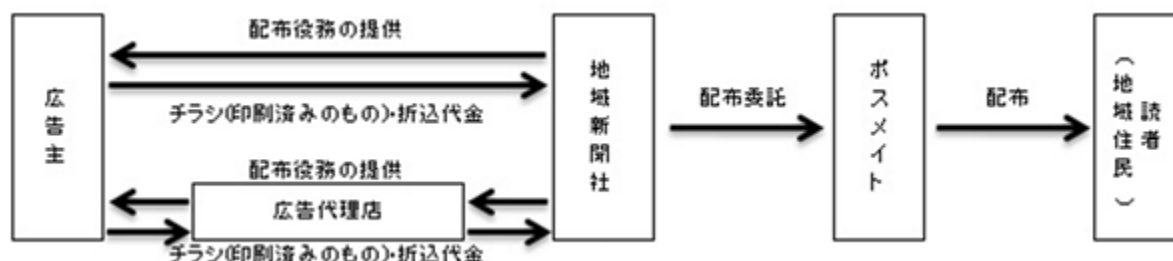 配布役務の提供
広告主
チラシ(印刷済みのもの)・折込代金
配布役務の提供
広告代理店
チラシ(印刷済みのもの)・折込代金
地域新聞社
配布委託
ポスメイト
配布
読者
(地域住民)